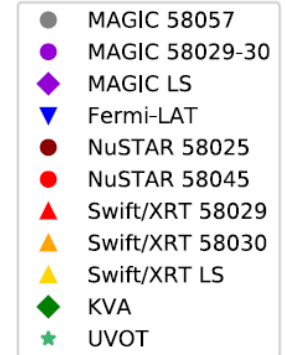 MAGIC 58057
MAGIC 58029-30
MAGIC LS
Fermi-LAT
NuSTAR 58025
NuSTAR 58045
Swift/XRT 58029
Swift/XRT 58030
Swift/XRT LS
KVA
UVOT